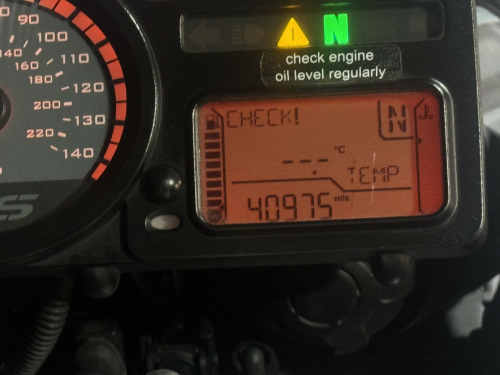 N
check engine
oil level regularly
90
100
140
110
160
180
120
200
130
220
140
CHECK!
N
---
°C
TEMP
40975 mls
S